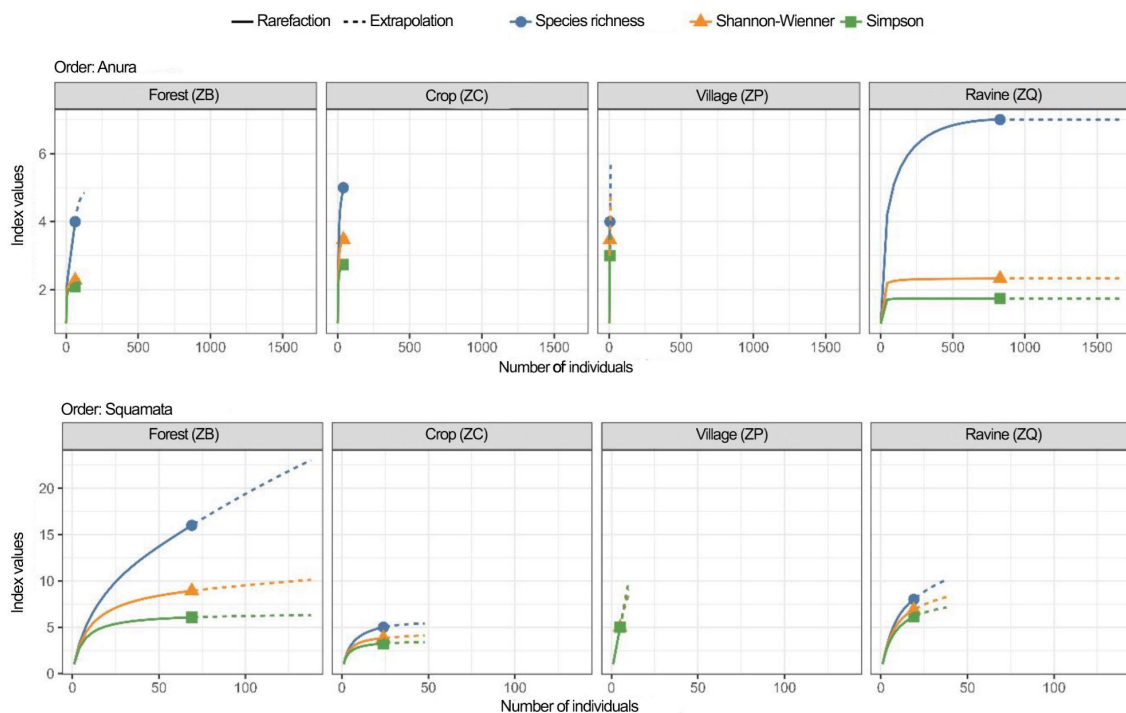 Rarefaction Extrapolation Species richness Shannon-Wienner Simpson
Order: Anura
Forest (ZB) Crop (ZC) Village (ZP) Ravine (ZQ)
Index values
6
4
2
0 500 1000 1500 0 500 1000 1500 0 500 1000 1500 0 500 1000 1500
Number of individuals
Order: Squamata
Forest (ZB) Crop (ZC) Village (ZP) Ravine (ZQ)
Index values
20
15
10
5
0
0 50 100 0 50 100 0 50 100 0 50 100
Number of individuals